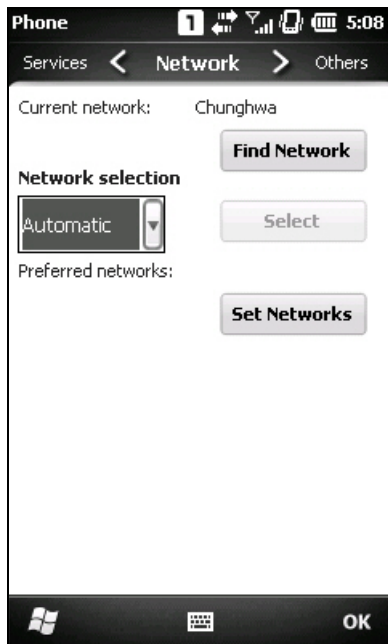 Phone 1 5:08
Services Network Others
Current network: Chunghwa
Find Network
Network selection
Automatic Select
Preferred networks:
Set Networks
OK